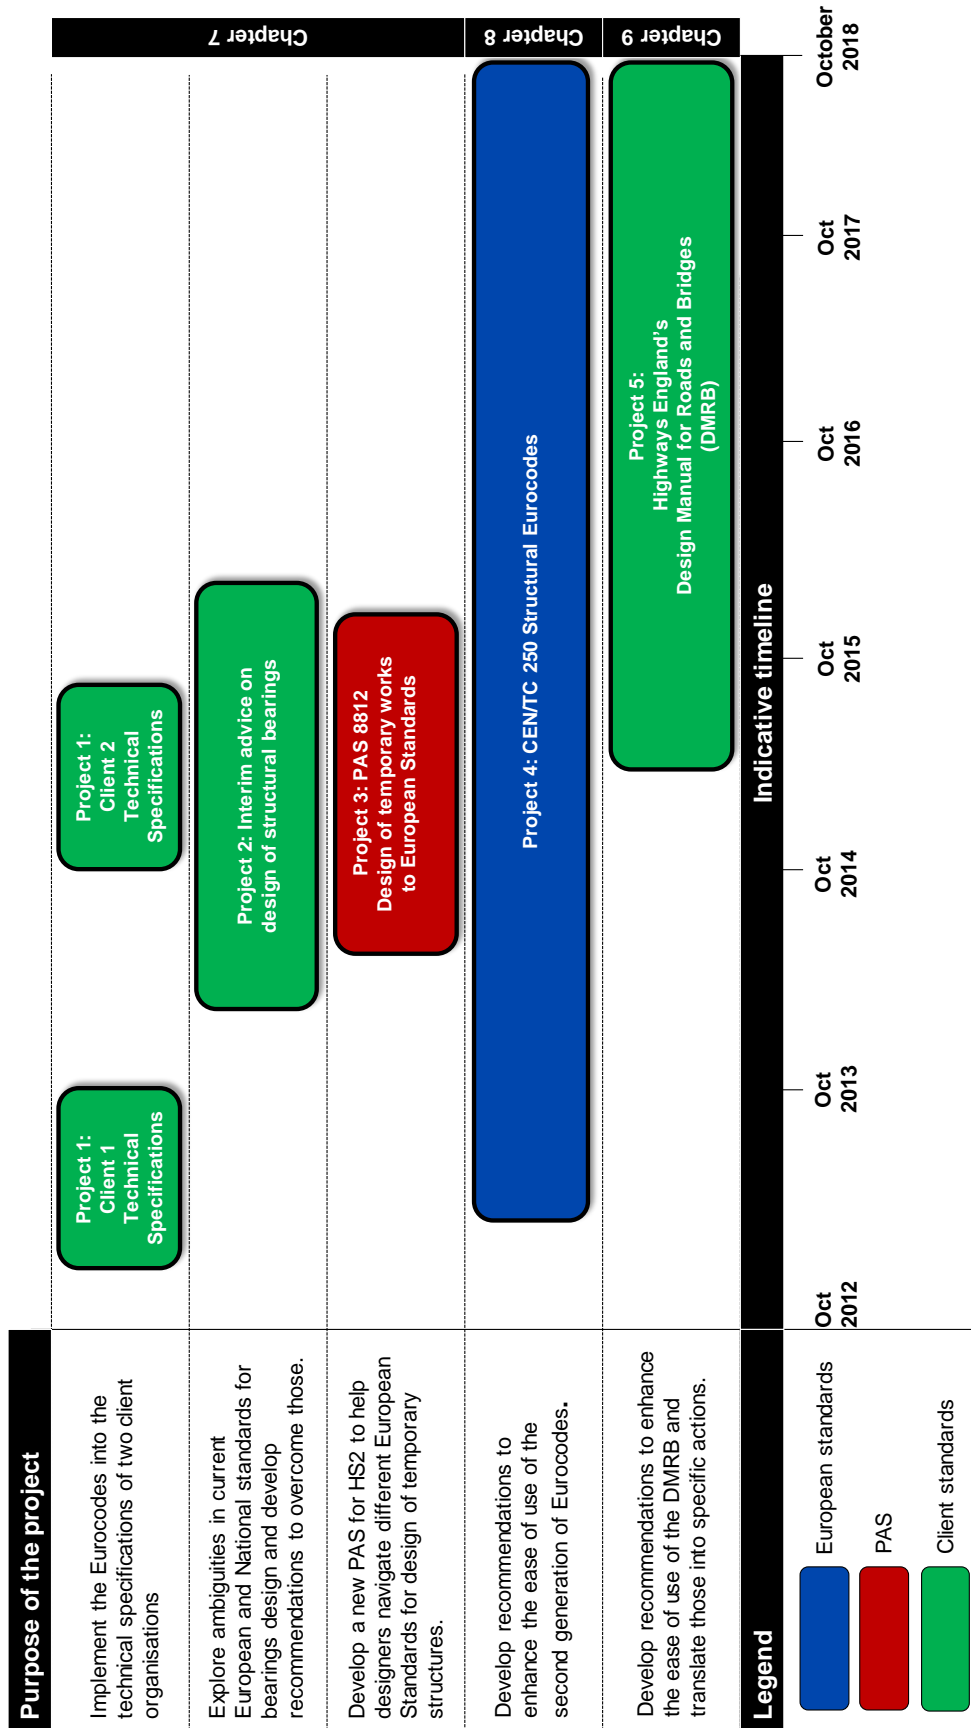 Purpose of the project
Implement the Eurocodes into the
technical specifications of two client
organisations
Project 1:
Client 1
Technical
Specifications
Project 1:
Client 2
Technical
Specifications
Chapter 7
Explore ambiguities in current
European and National standards for
bearings design and develop
recommendations to overcome those.
Project 2: Interim advice on
design of structural bearings
Develop a new PAS for HS2 to help
designers navigate different European
Standards for design of temporary
structures.
Project 3: PAS 8812
Design of temporary works
to European Standards
Develop recommendations to
enhance the ease of use of the
second generation of Eurocodes.
Project 4: CEN/TC 250 Structural Eurocodes
Chapter 8
Develop recommendations to enhance
the ease of use of the DMRB and
translate those into specific actions.
Project 5:
Highways England's
Design Manual for Roads and Bridges
(DMRB)
Chapter 9
Legend
Indicative timeline
European standards
PAS
Client standards
Oct
2012
Oct
2013
Oct
2014
Oct
2015
Oct
2016
Oct
2017
October
2018